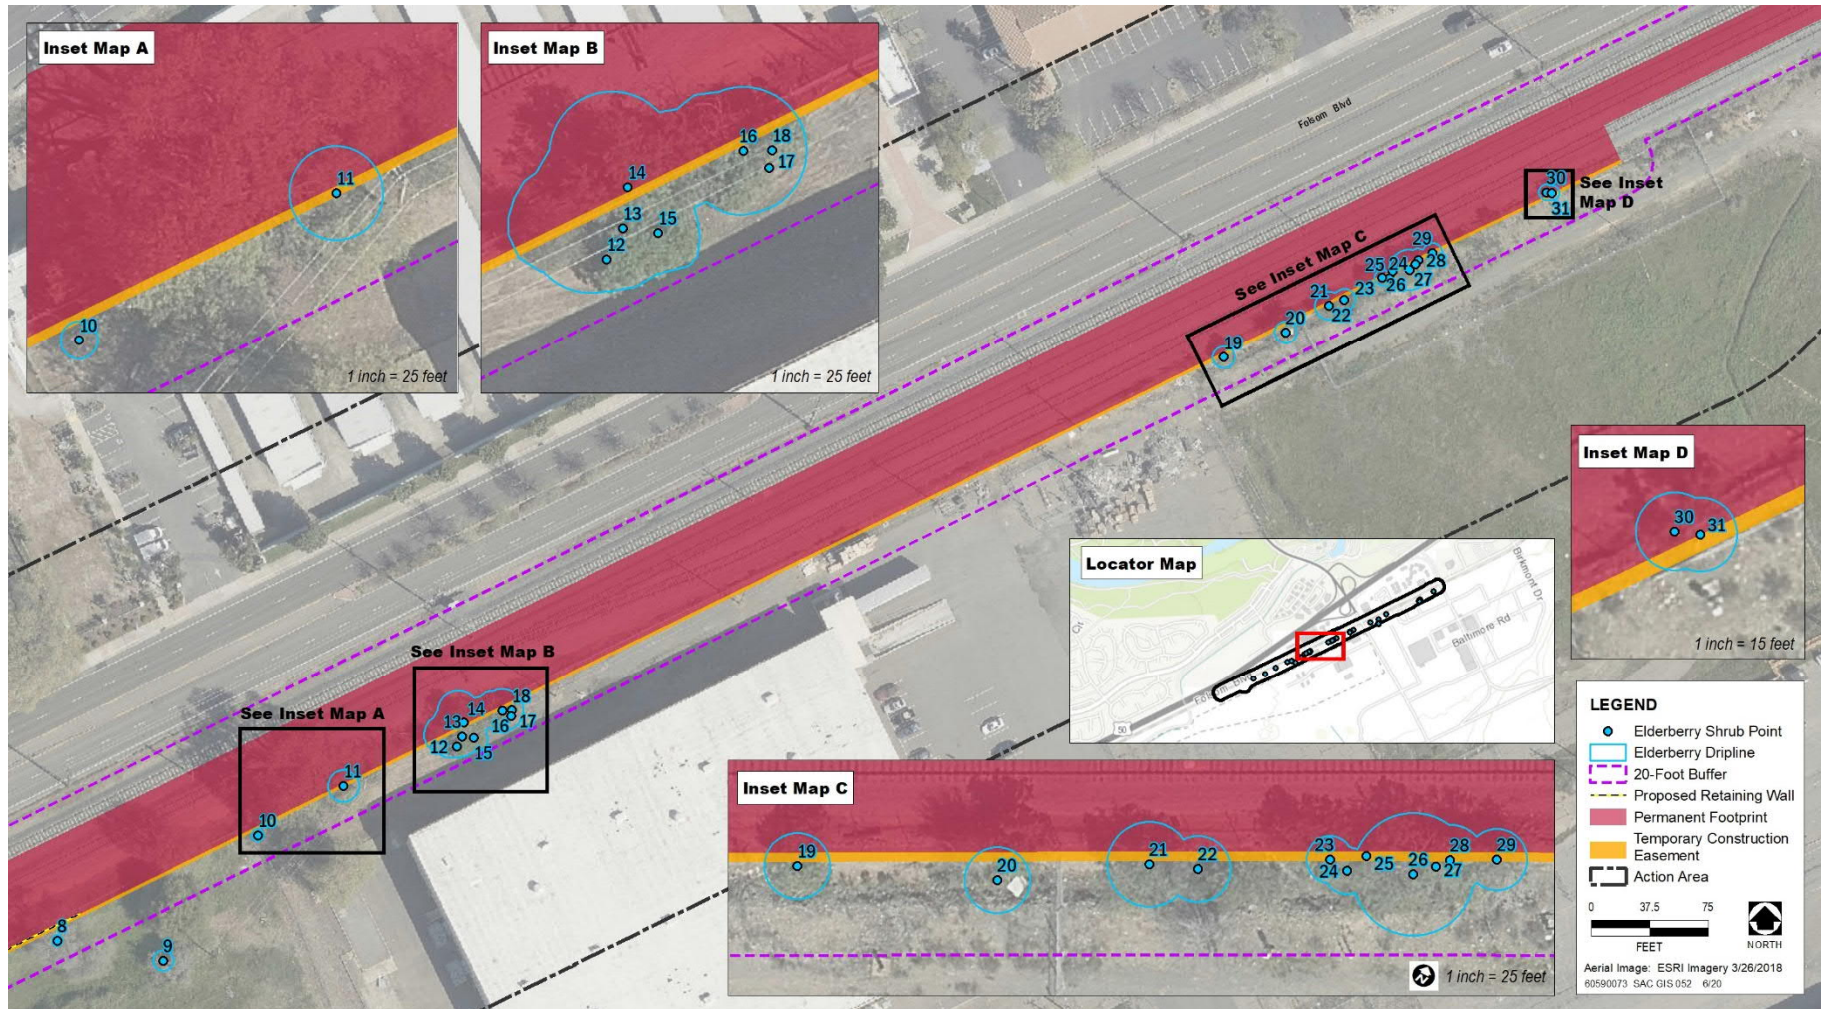 Inset Map A
11
10
1 inch = 25 feet
Inset Map B
16
18
17
14
13
15
12
1 inch = 25 feet
Folsom Blvd
30
See Inset
Map D
31
See Inset Map C
29
25
24
28
27
26
23
21
22
20
19
Inset Map D
30
31
1 inch = 15 feet
Locator Map
Birkmont Dr
Baltimore Rd
Cit
Folsom Blvd
50
See Inset Map B
18
14
13
17
16
12
15
See Inset Map A
11
10
8
9
Inset Map C
19
20
21
22
23
24
25
26
27
28
29
1 inch = 25 feet
LEGEND
Elderberry Shrub Point
Elderberry Dripline
20-Foot Buffer
Proposed Retaining Wall
Permanent Footprint
Temporary Construction
Easement
Action Area
0 37.5 75
FEET
NORTH
Aerial Image: ESRI Imagery 3/26/2018
60590073 SAC GIS 052 6/20